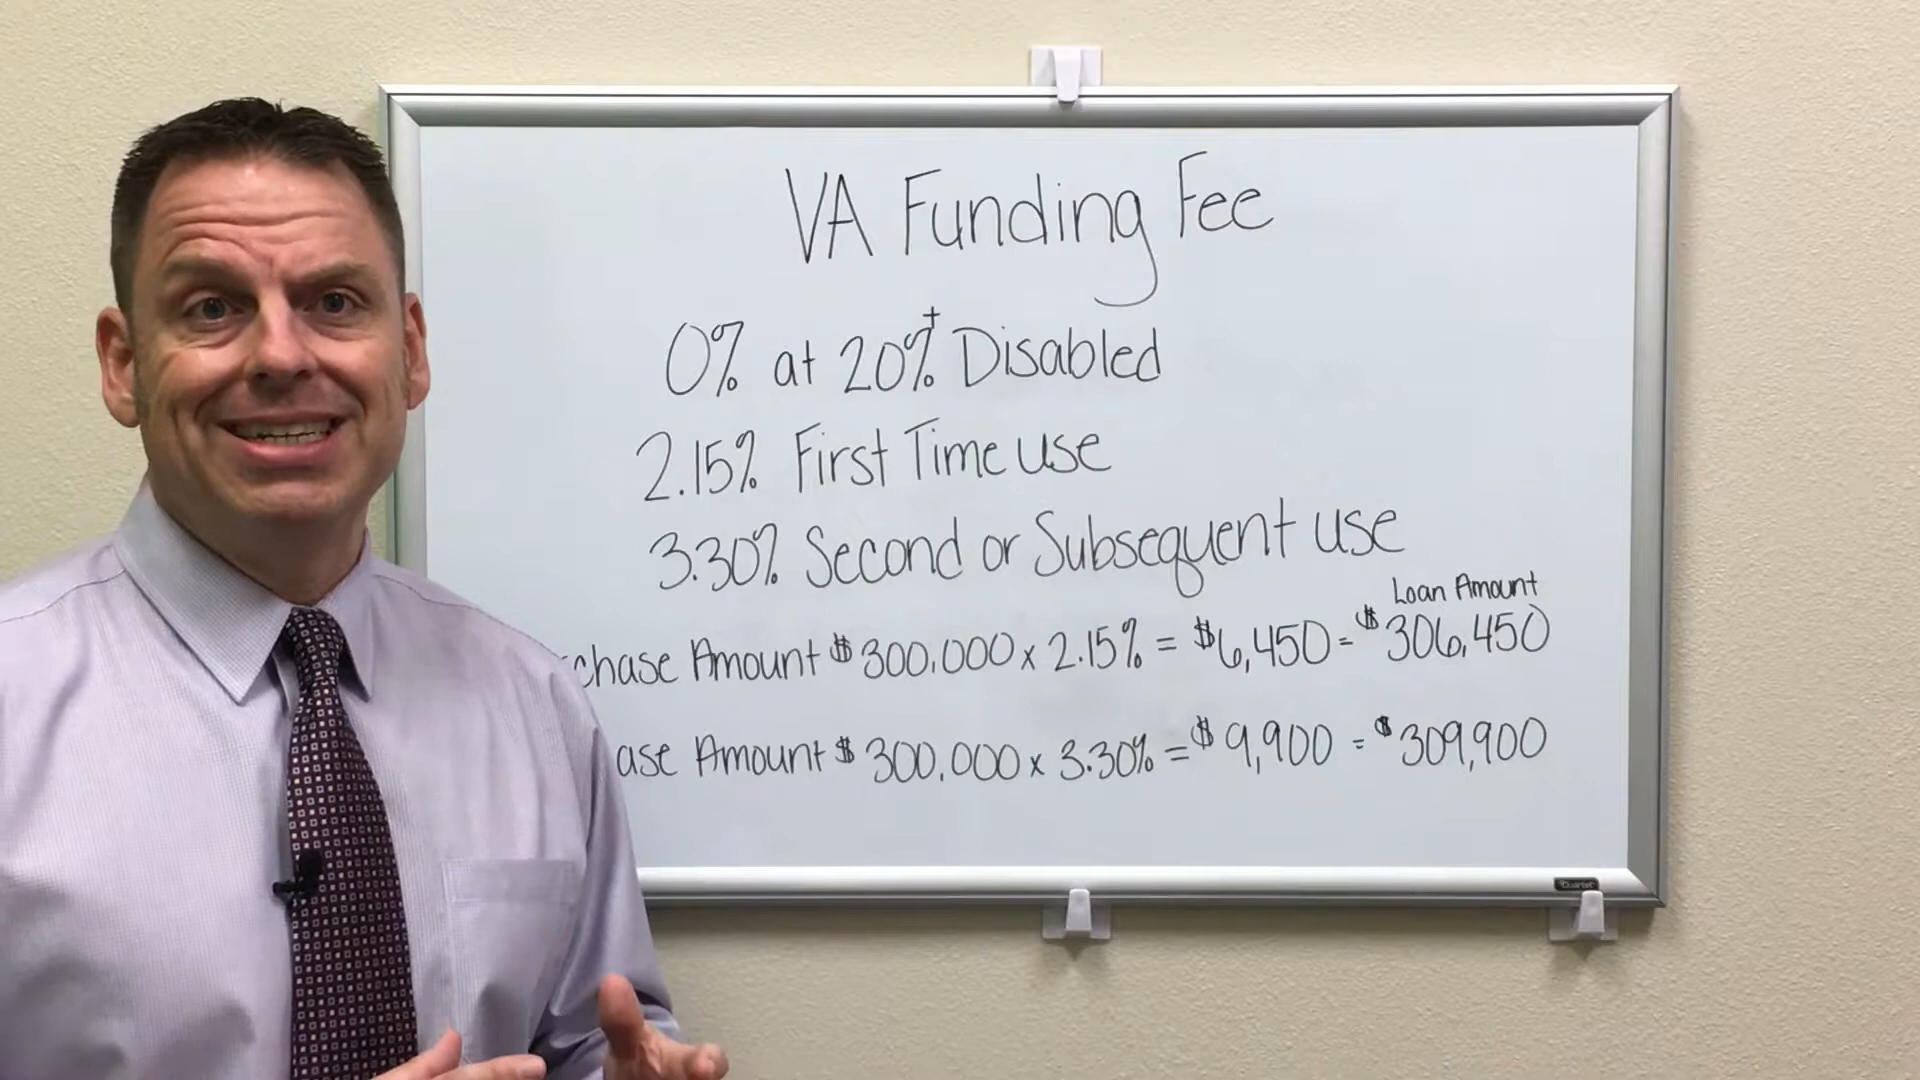 VA Funding Fee
0% at 20%+ Disabled
2.15% First Time use
3.30% Second or Subsequent use
Loan Amount
chase Amount $300,000 x 2.15% = $6,450 = $306,450
ase Amount $300,000 x 3.30% = $9,900 = $309,900
Quartet